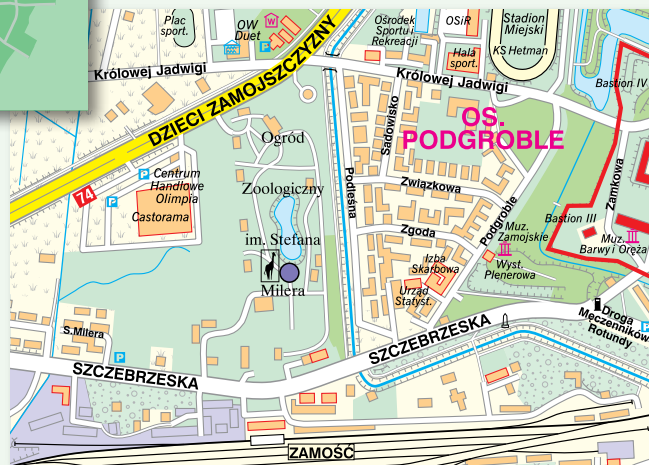 Plac
sport.
OW
Duet
W
P
Ośrodek
Sportu i
Rekreacji
OSiR
Stadion
Miejski
KS Hetman
Hala
sport.
Bastion IV
Królowej Jadwigi
Królowej Jadwigi
DZIECI ZAMOJSZCZYZNY
OS.
PODGROBLE
Sadowisko
Ogród
Zoologiczny
im. Stefana
Milera
Centrum
Handlowe
Olimpia
Castorama
P
P
74
Podleśna
Związkowa
Zgoda
Podgroble
Zamkowa
Bastion III
Muz.
Zamojskie
Wyst.
Plenerowa
Muz.
Barwy i Oręża
Izba
Skarbowa
Urząd
Statyst.
Droga
Męczenników
Rotundy
P
S.Milera
P
SZCZEBRZESKA
SZCZEBRZESKA
ZAMOŚĆ